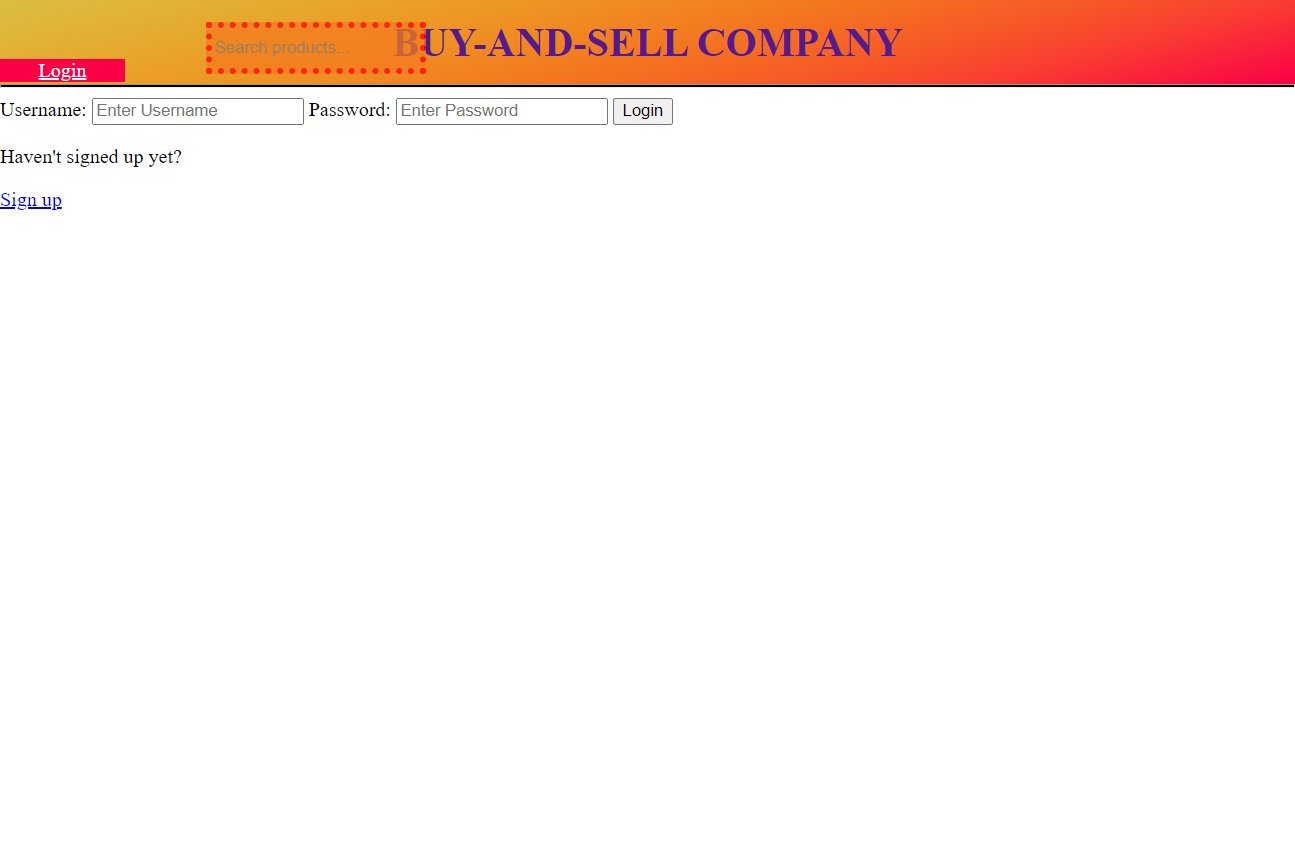 Search products...
BUY-AND-SELL COMPANY
Login
Username: Enter Username Password: Enter Password Login
Haven't signed up yet?
Sign up